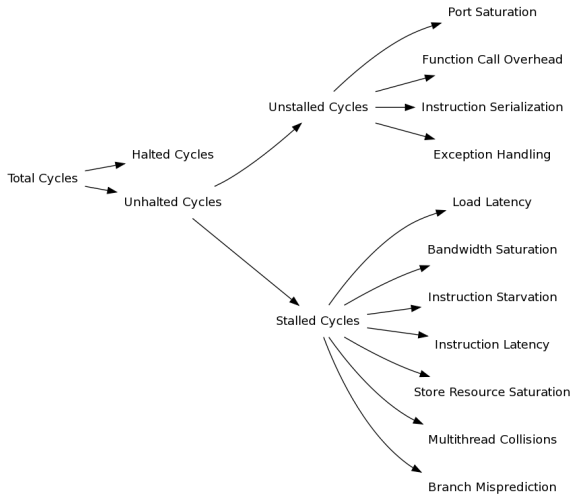 Port Saturation
Function Call Overhead
Unstalled Cycles
Instruction Serialization
Halted Cycles
Exception Handling
Total Cycles
Unhalted Cycles
Load Latency
Bandwidth Saturation
Instruction Starvation
Stalled Cycles
Instruction Latency
Store Resource Saturation
Multithread Collisions
Branch Misprediction